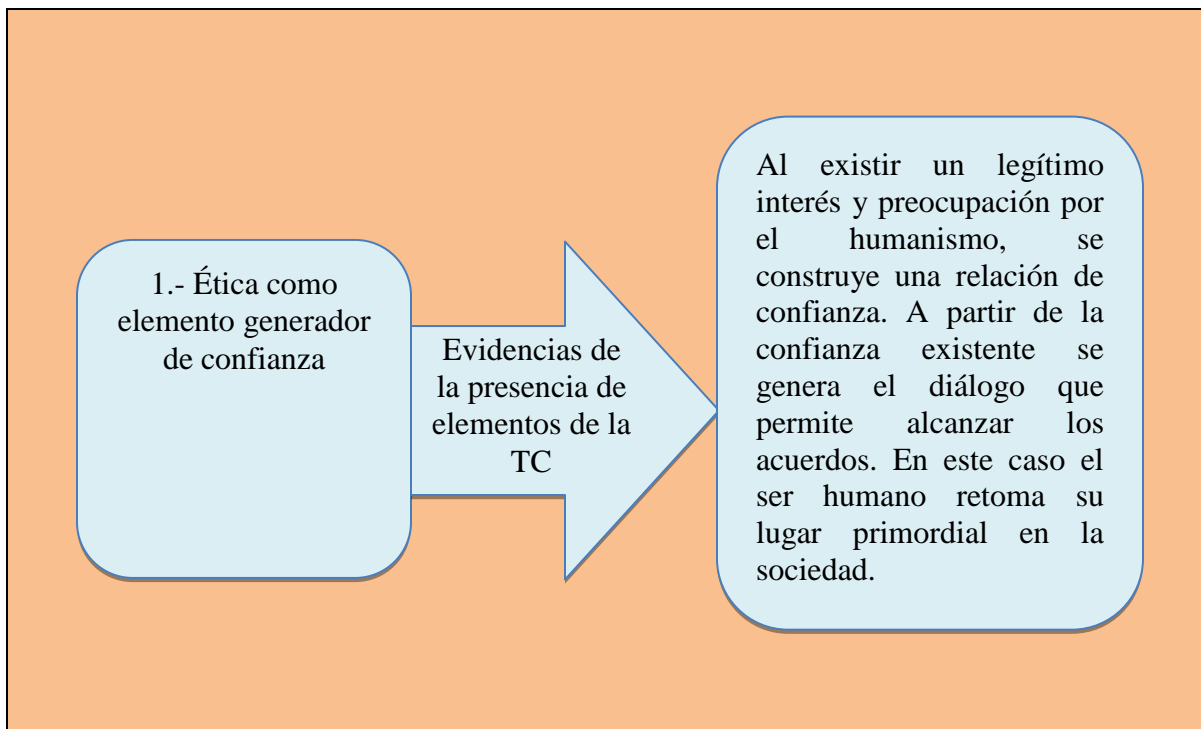 1.- Ética como
elemento generador
de confianza
Evidencias de
la presencia de
elementos de la
TC
Al existir un legítimo
interés y preocupación por
el humanismo, se
construye una relación de
confianza. A partir de la
confianza existente se
genera el diálogo que
permite alcanzar los
acuerdos. En este caso el
ser humano retoma su
lugar primordial en la
sociedad.